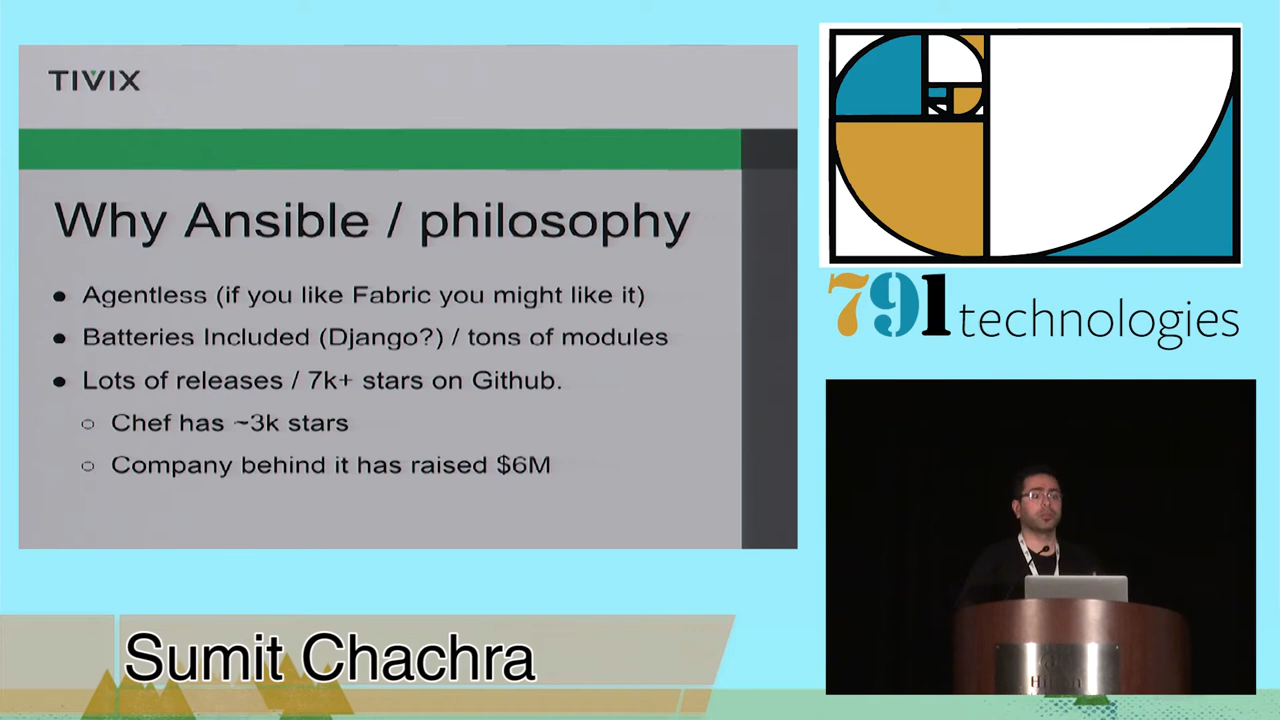 TIVIX
Why Ansible / philosophy
● Agentless (if you like Fabric you might like it)
● Batteries Included (Django?) / tons of modules
● Lots of releases / 7k+ stars on Github.
○ Chef has ~3k stars
○ Company behind it has raised $6M
791 technologies
Sumit Chachra